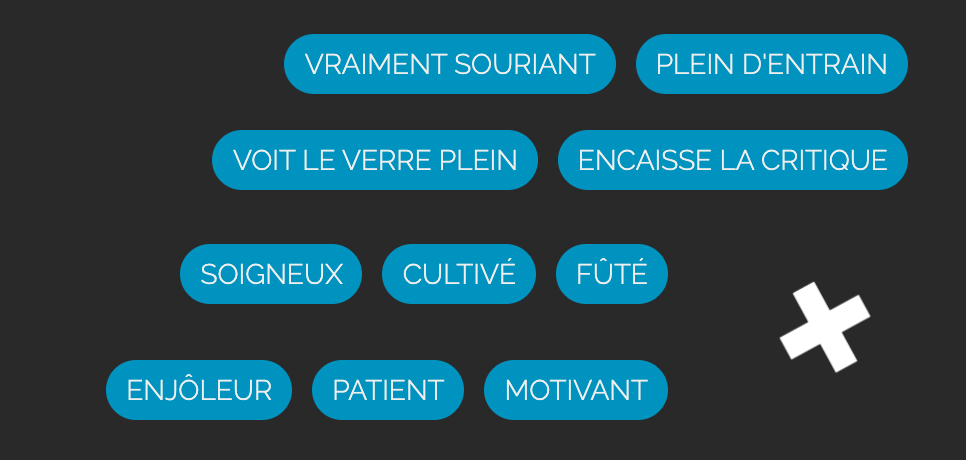 VRAIMENT SOURIANT PLEIN D'ENTRAIN
VOIT LE VERRE PLEIN ENCAISSE LA CRITIQUE
SOIGNEUX CULTIVÉ FÛTÉ
ENJÔLEUR PATIENT MOTIVANT